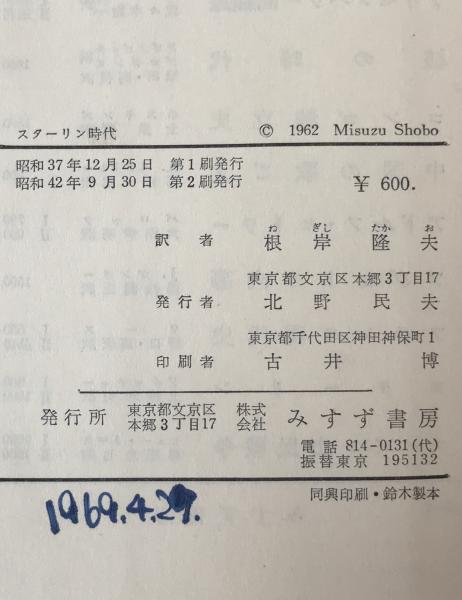 スターリン時代
© 1962 Misuzu Shobo
昭和37年12月25日 第1刷発行
昭和42年9月30日 第2刷発行
¥ 600.
ね ぎし たか お
訳者 根岸隆夫
東京都文京区本郷3丁目17
発行者 北野民夫
東京都千代田区神田神保町1
印刷者 古井博
発行所 東京都文京区本郷3丁目17 株式会社 みすず書房
電話 814-0131(代)
振替東京 195132
同興印刷・鈴木製本
1969.4.29.